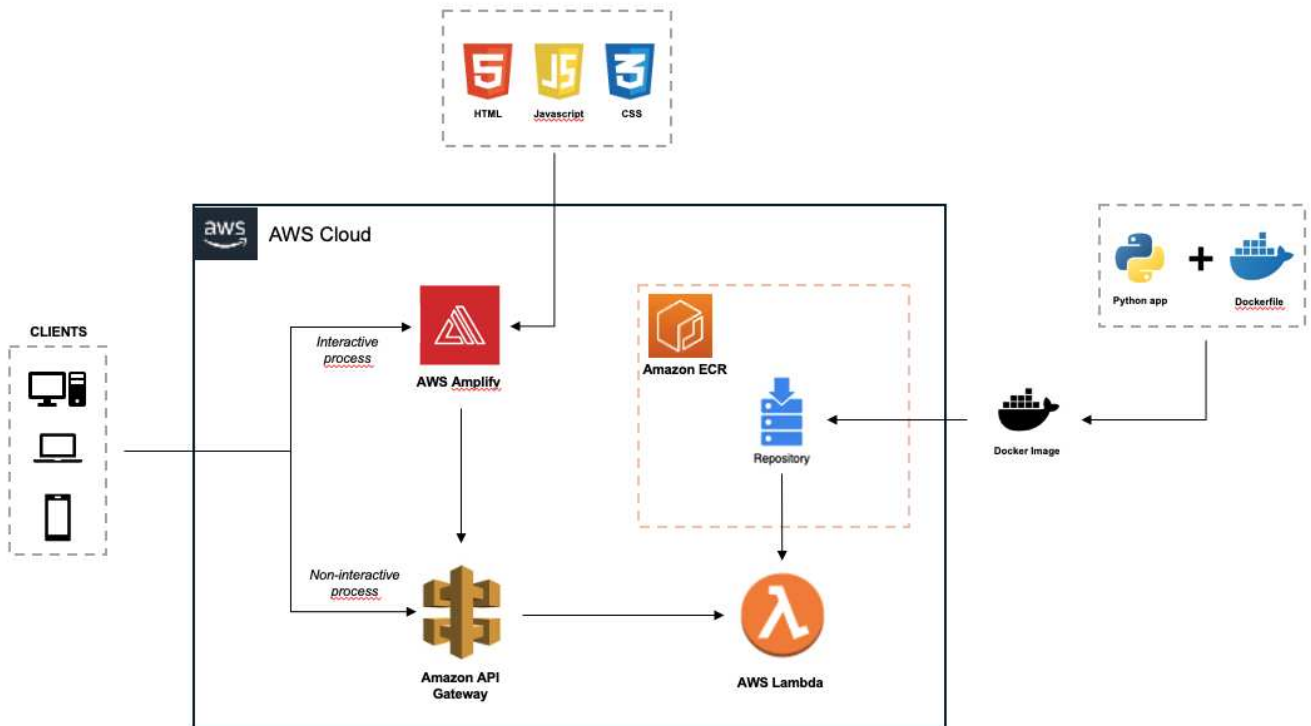 HTML
Javascript
CSS
aws
AWS Cloud
Python app
Dockerfile
CLIENTS
Interactive
process
AWS Amplify
Amazon ECR
Repository
Docker Image
Non-interactive
process
Amazon API
Gateway
AWS Lambda